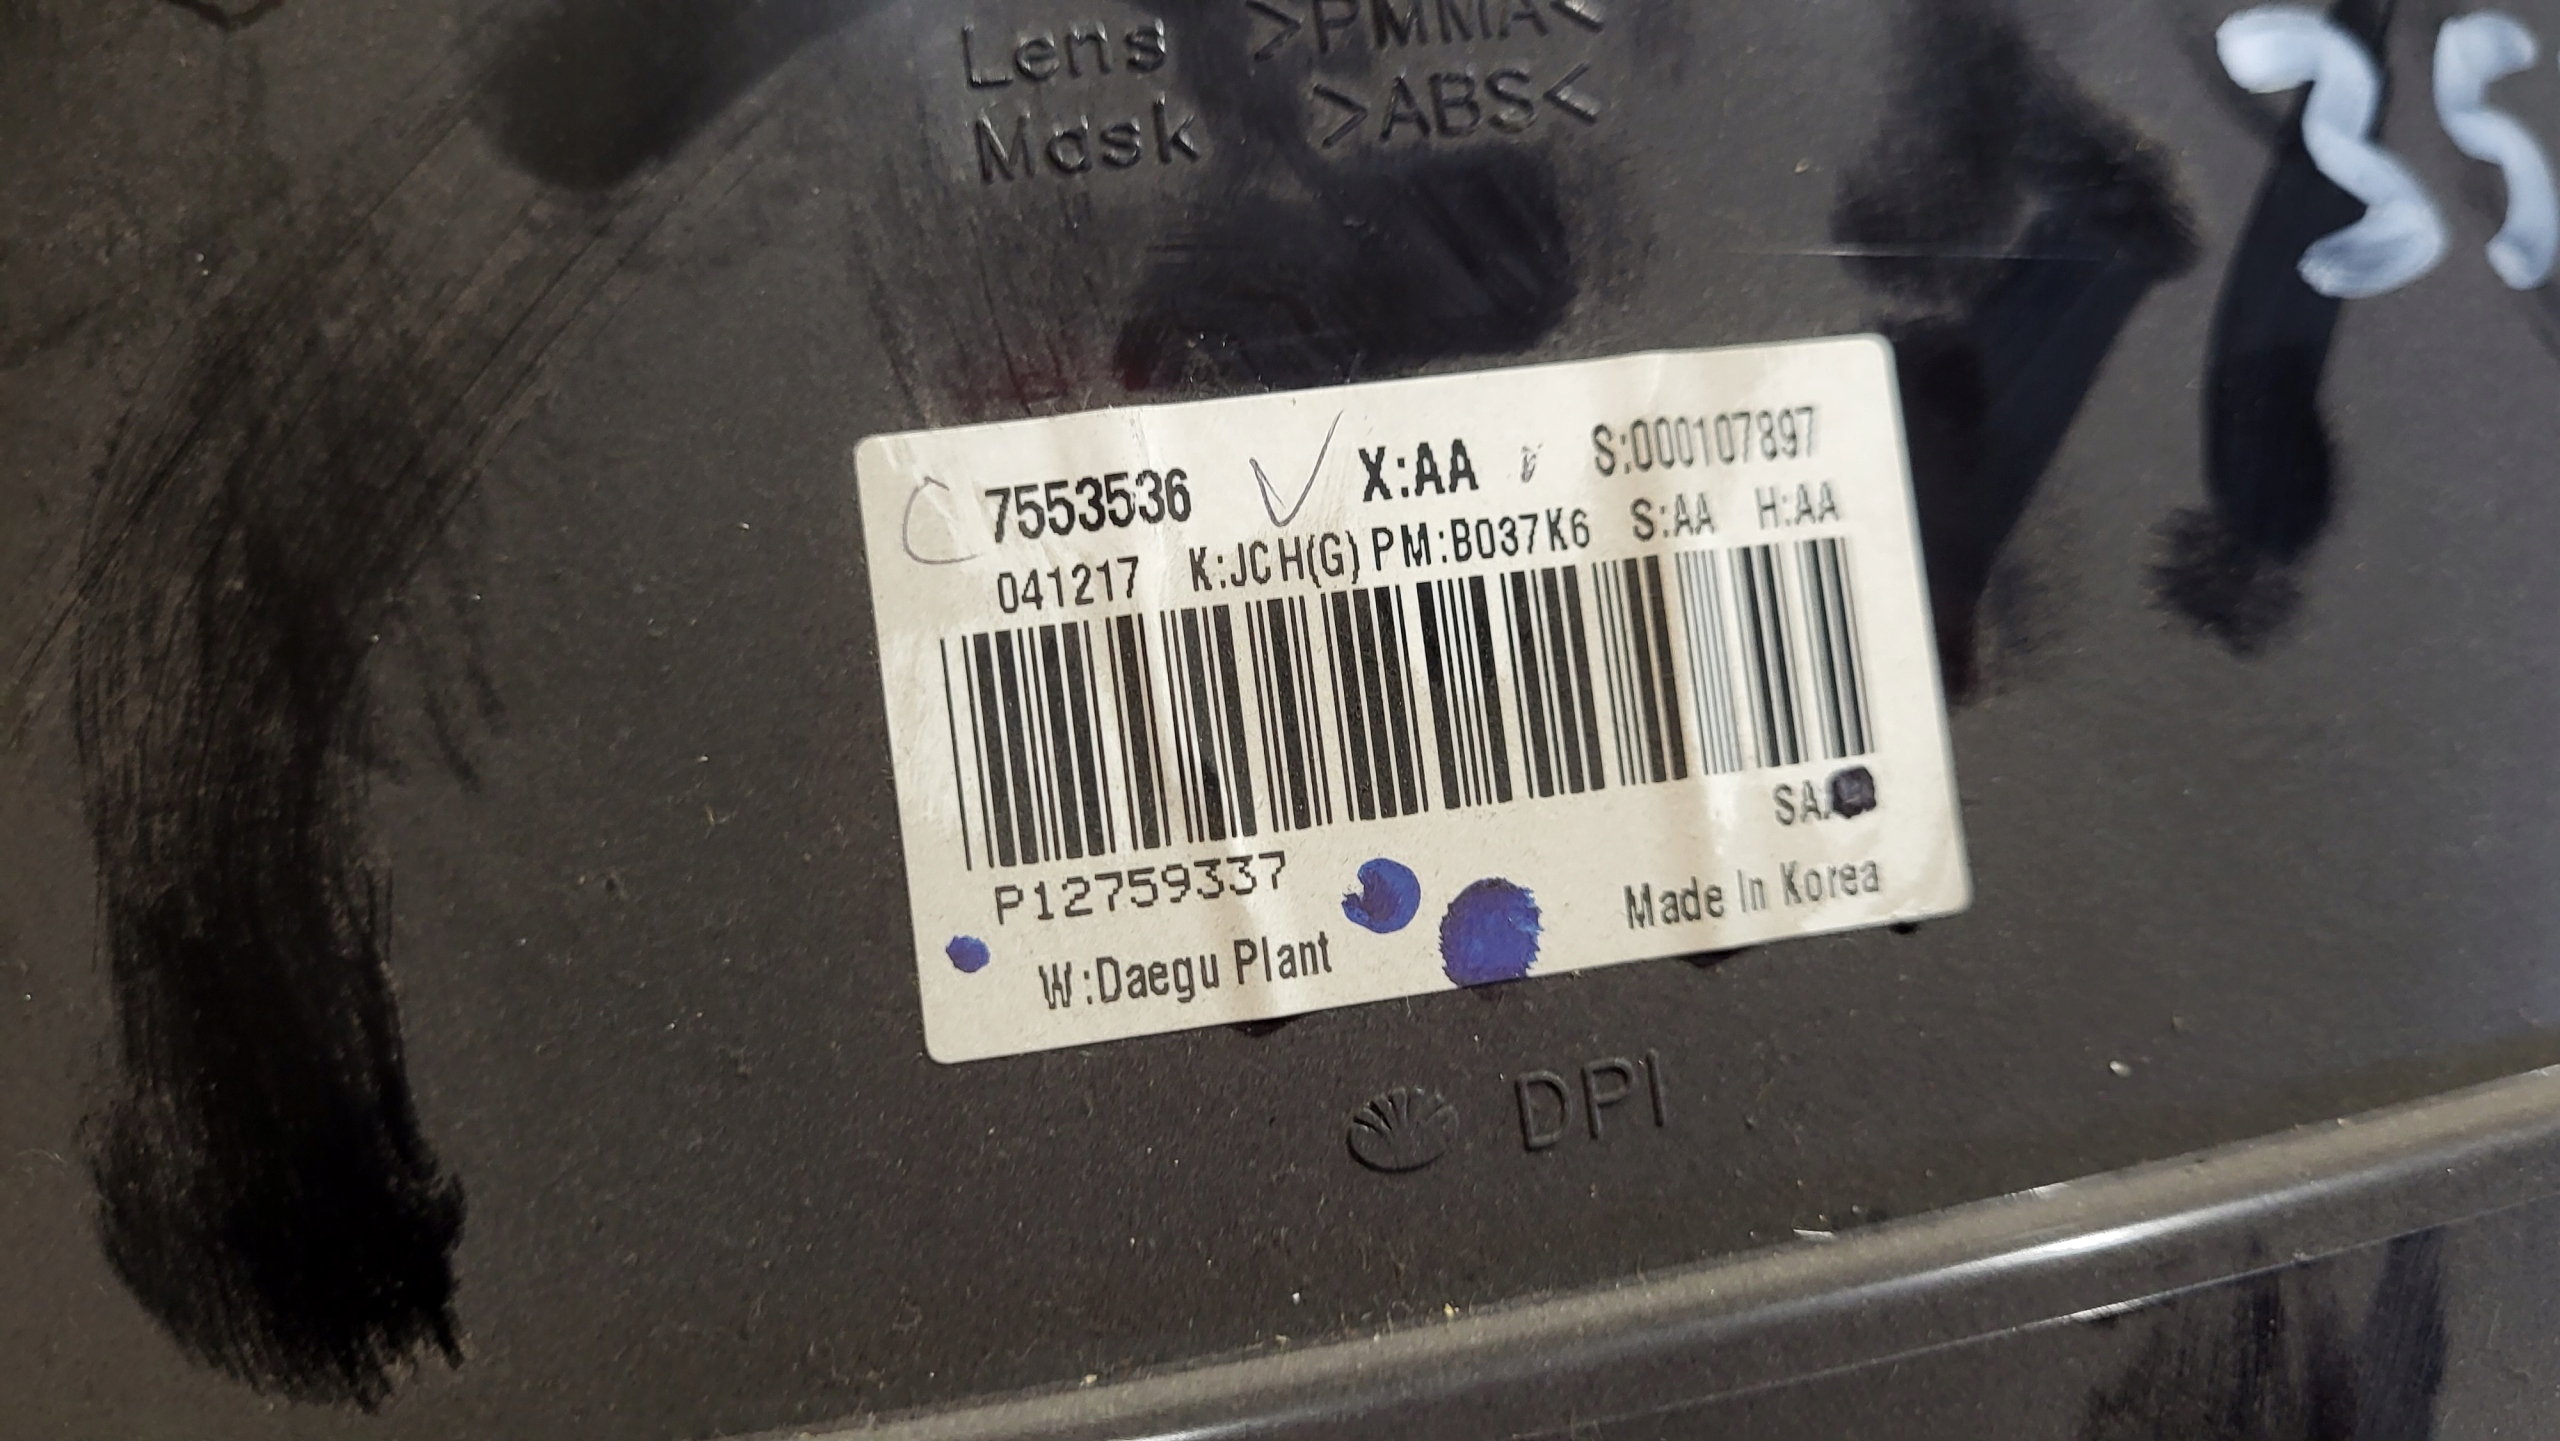 Lens >PMMA<
Mask >ABS<
35
7553536 X:AA S:000107897
041217 K:JCH(G) PM:B037K6 S:AA H:AA
P12759337
W:Daegu Plant Made In Korea
DPI